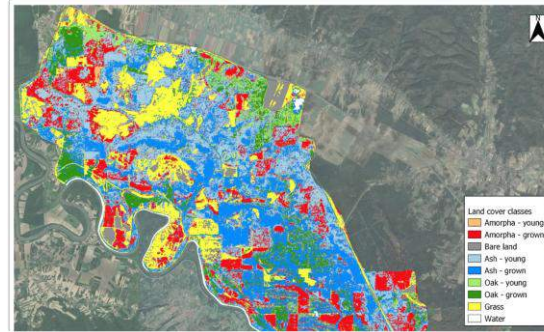 Land cover classes
Amorpha - young
Amorpha - grown
Bare land
Ash - young
Ash - grown
Oak - young
Oak - grown
Grass
Water